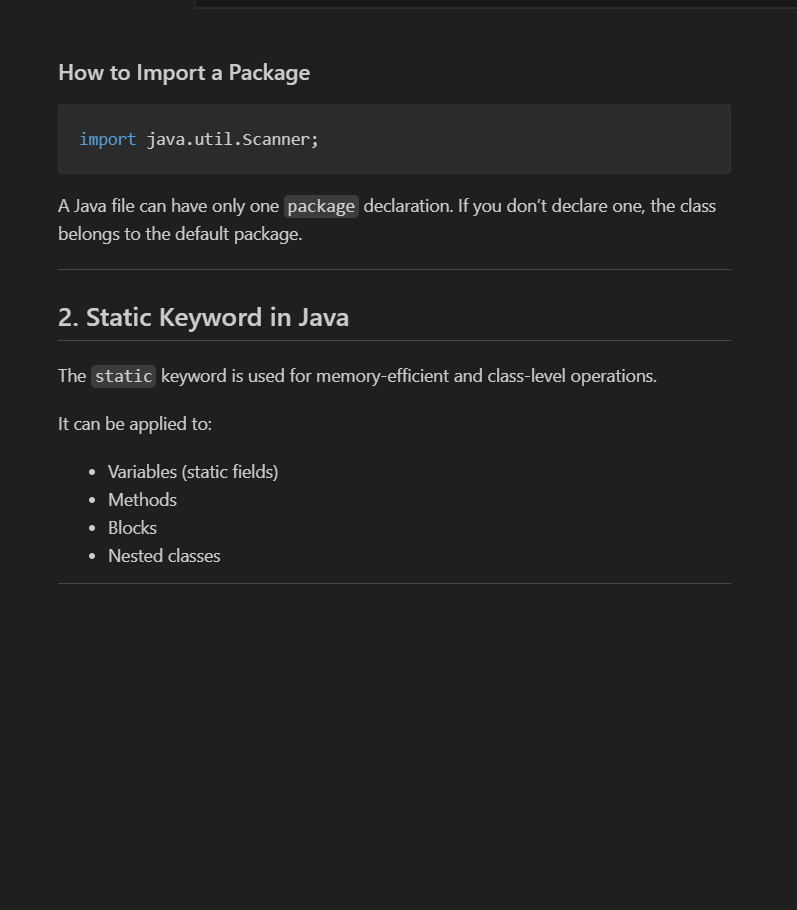 How to Import a Package
import java.util.Scanner;
A Java file can have only one package declaration. If you don’t declare one, the class
belongs to the default package.
2. Static Keyword in Java
The static keyword is used for memory-efficient and class-level operations.
It can be applied to:
• Variables (static fields)
• Methods
• Blocks
• Nested classes